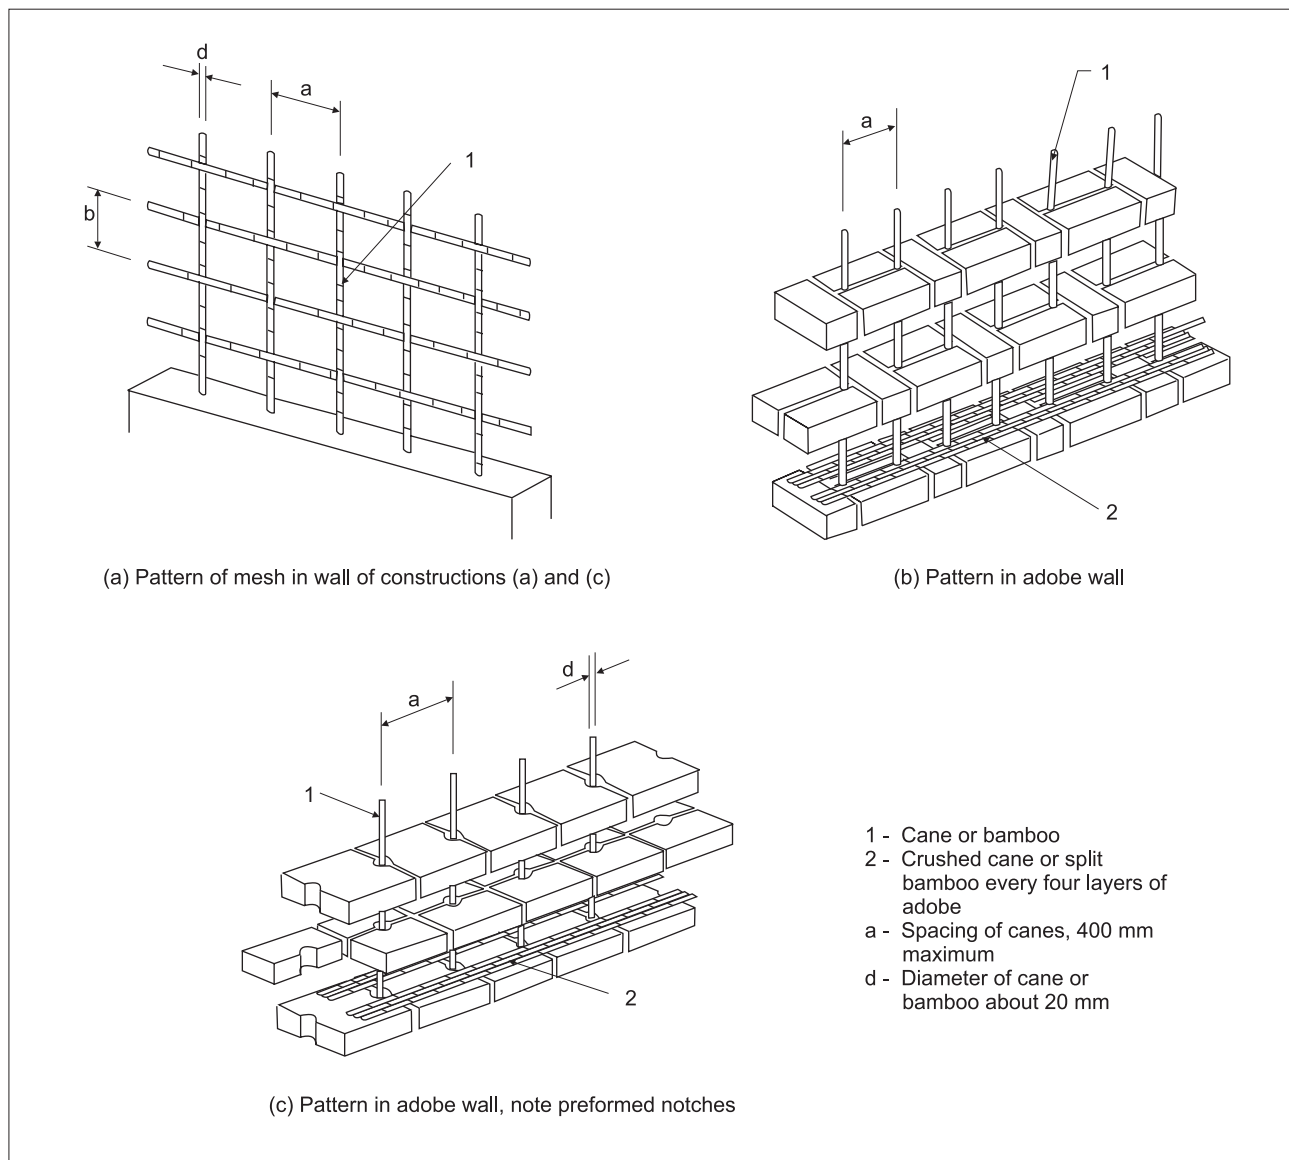 d
a
1
b
(a) Pattern of mesh in wall of constructions (a) and (c)
1
a
2
(b) Pattern in adobe wall
d
a
1
2
(c) Pattern in adobe wall, note preformed notches
1 - Cane or bamboo
2 - Crushed cane or split
bamboo every four layers of
adobe
a - Spacing of canes, 400 mm
maximum
d - Diameter of cane or
bamboo about 20 mm